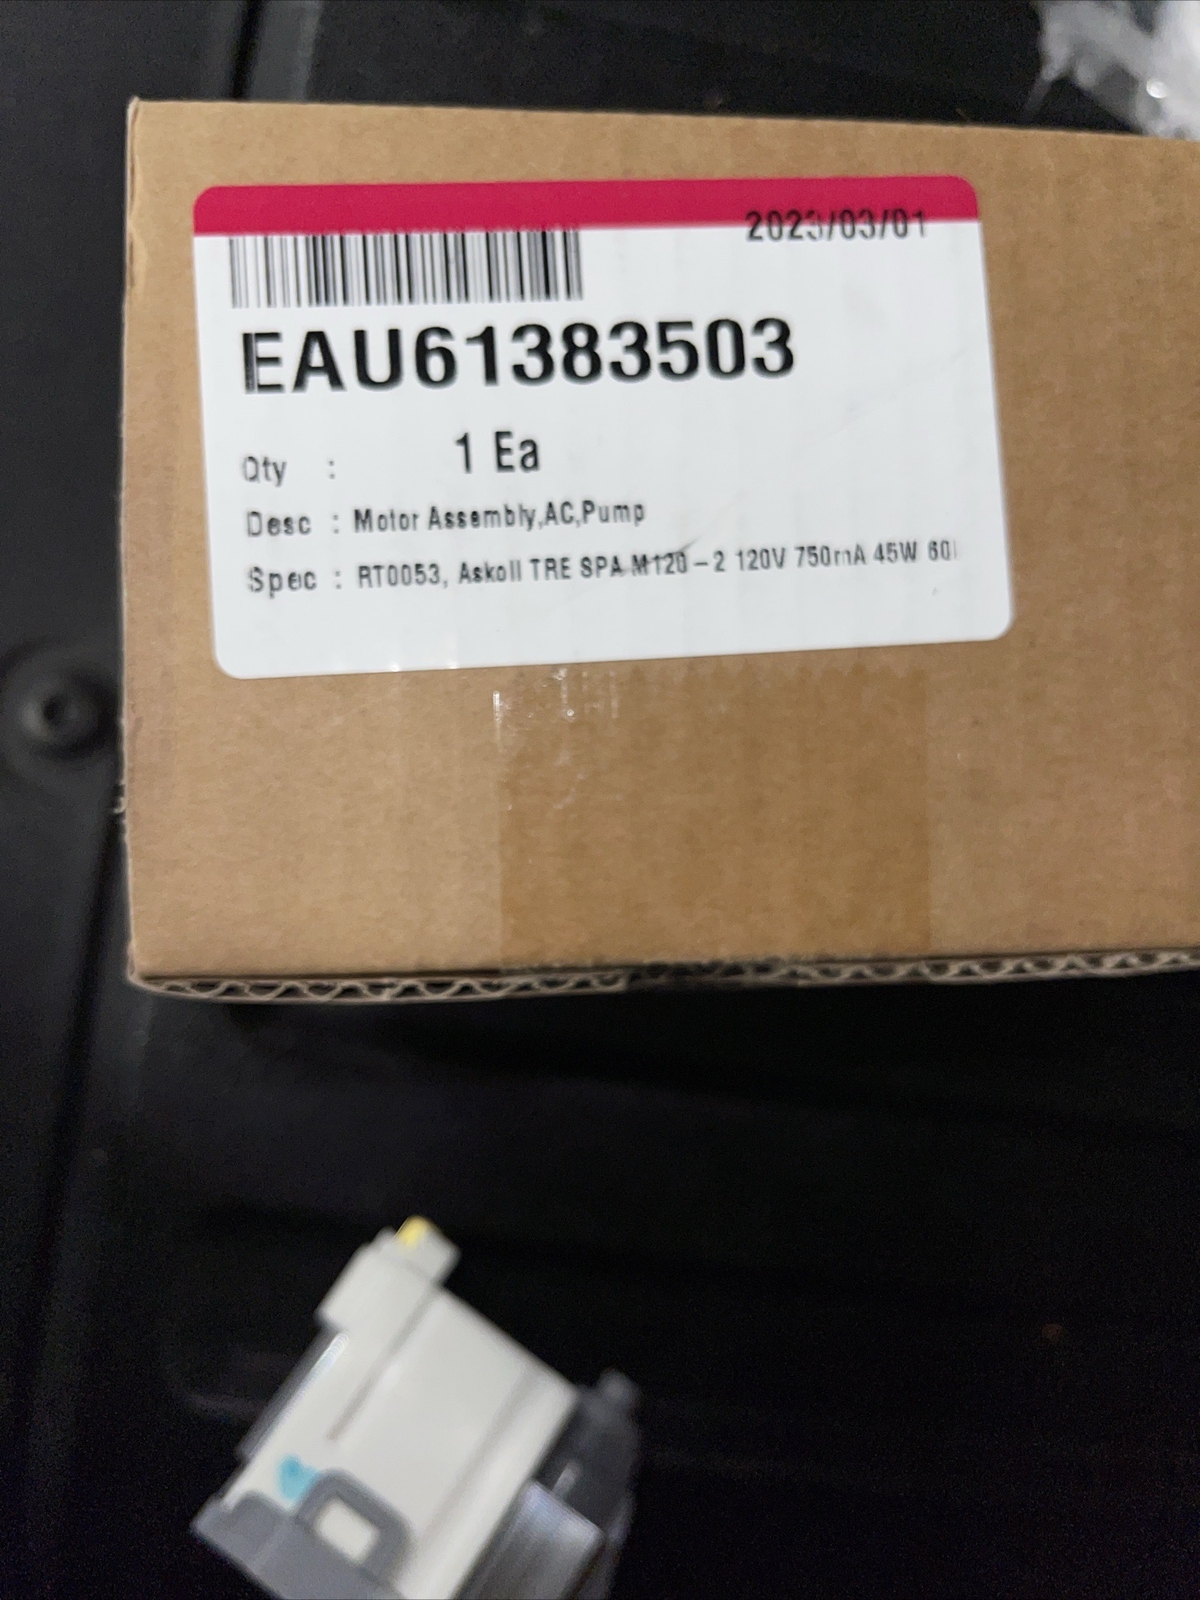 2023/03/01
EAU61383503
Qty : 1 Ea
Desc : Motor Assembly,AC,Pump
Spec : RT0053, Askoll TRE SPA M120-2 120V 750mA 45W 60